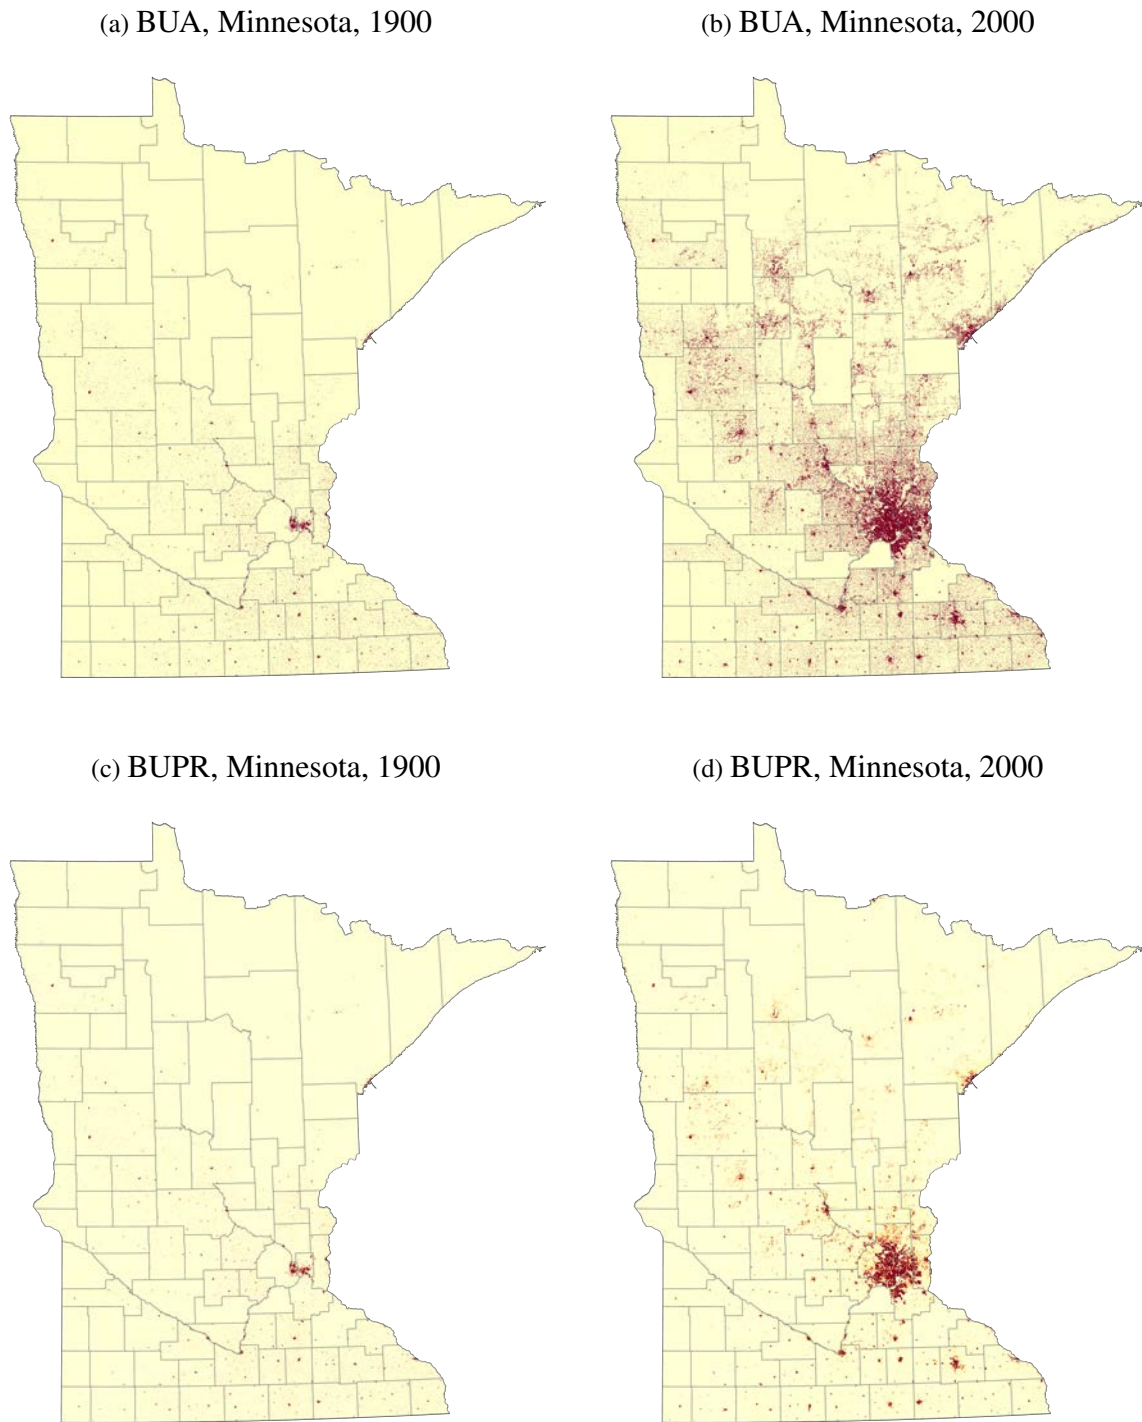 (a) BUA, Minnesota, 1900
(b) BUA, Minnesota, 2000
(c) BUPR, Minnesota, 1900
(d) BUPR, Minnesota, 2000